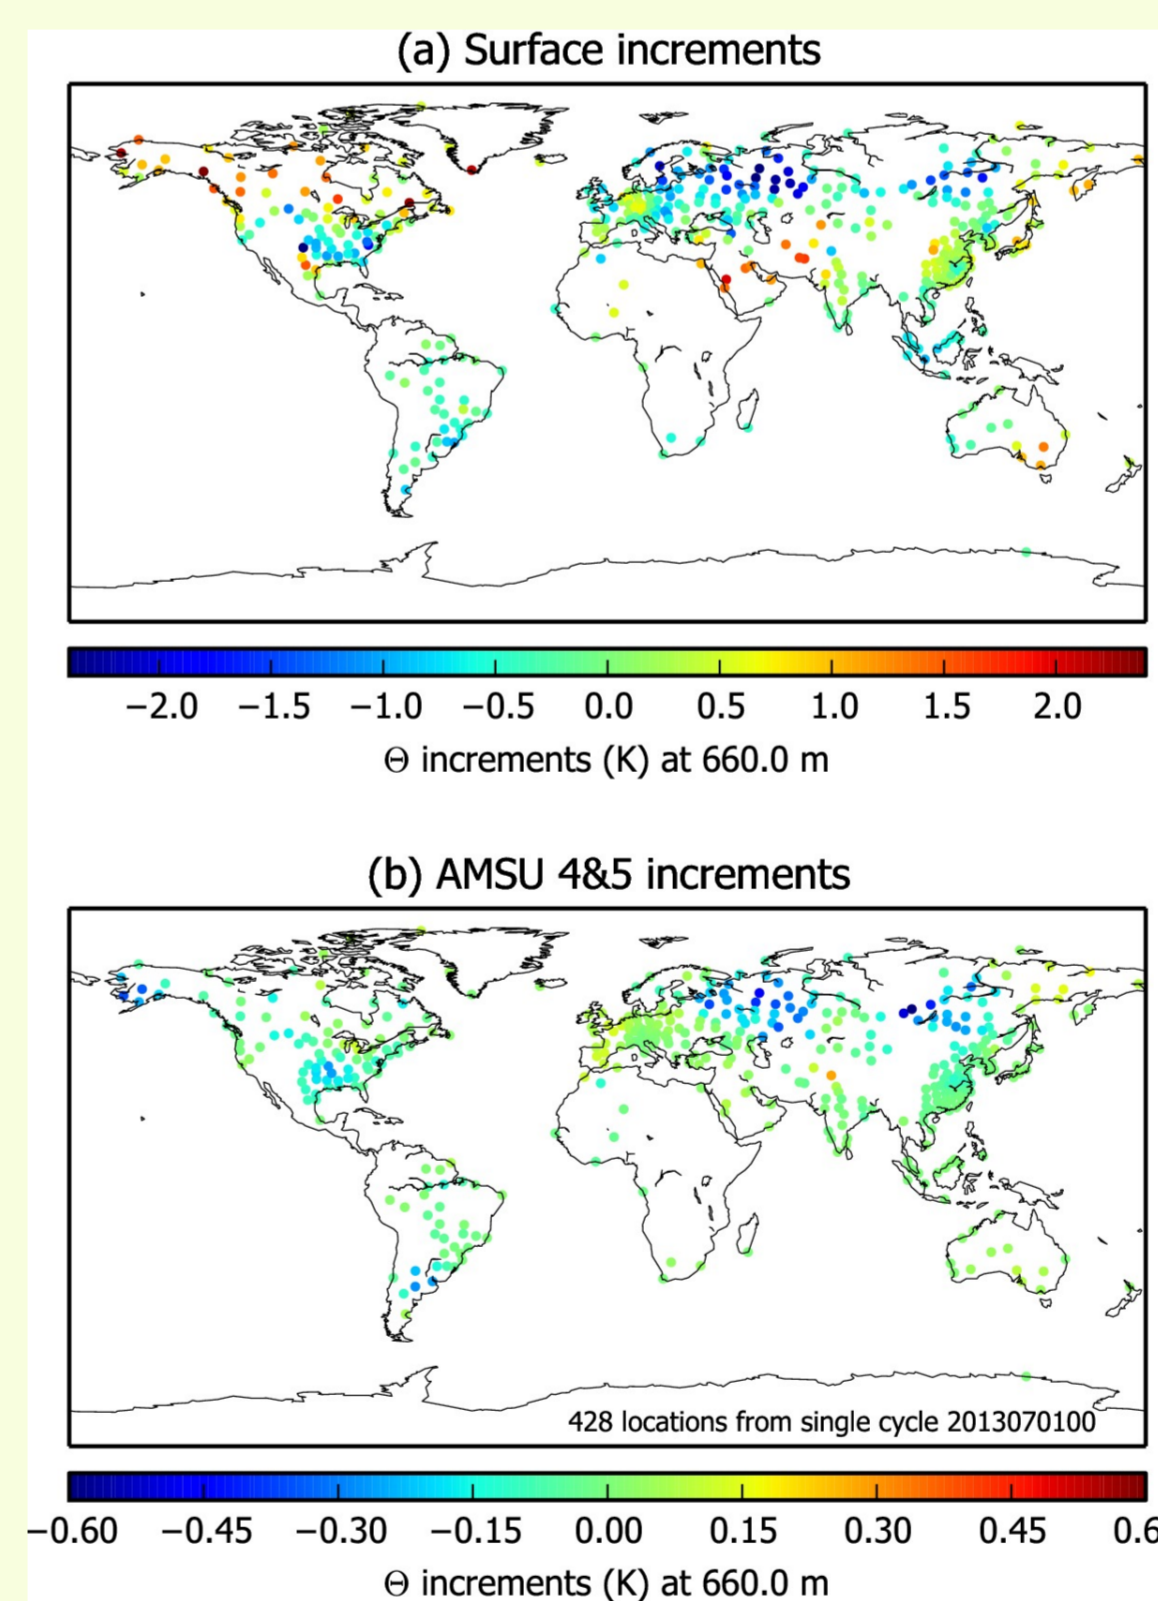 (a) Surface increments
−2.0 −1.5 −1.0 −0.5 0.0 0.5 1.0 1.5 2.0
Θ increments (K) at 660.0 m
(b) AMSU 4&5 increments
428 locations from single cycle 2013070100
−0.60 −0.45 −0.30 −0.15 0.00 0.15 0.30 0.45 0.6
Θ increments (K) at 660.0 m